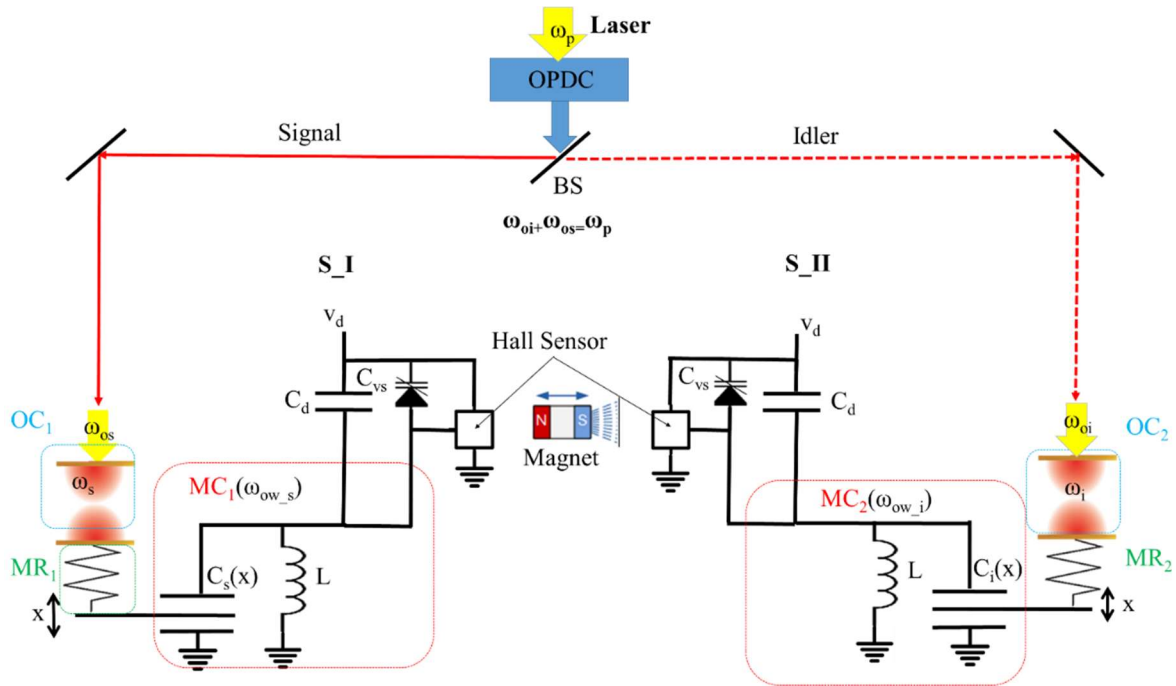 ωp Laser
OPDC
Signal
Idler
BS
ωoi+ωos=ωp
S_I
S_II
vd
vd
Hall Sensor
Cvs
Cvs
Cd
Cd
N
S
Magnet
OC1
ωos
ωoi
OC2
ωs
ωi
MC1(ωow_s)
MC2(ωow_i)
MR1
MR2
Cs(x)
L
L
Ci(x)
x
x